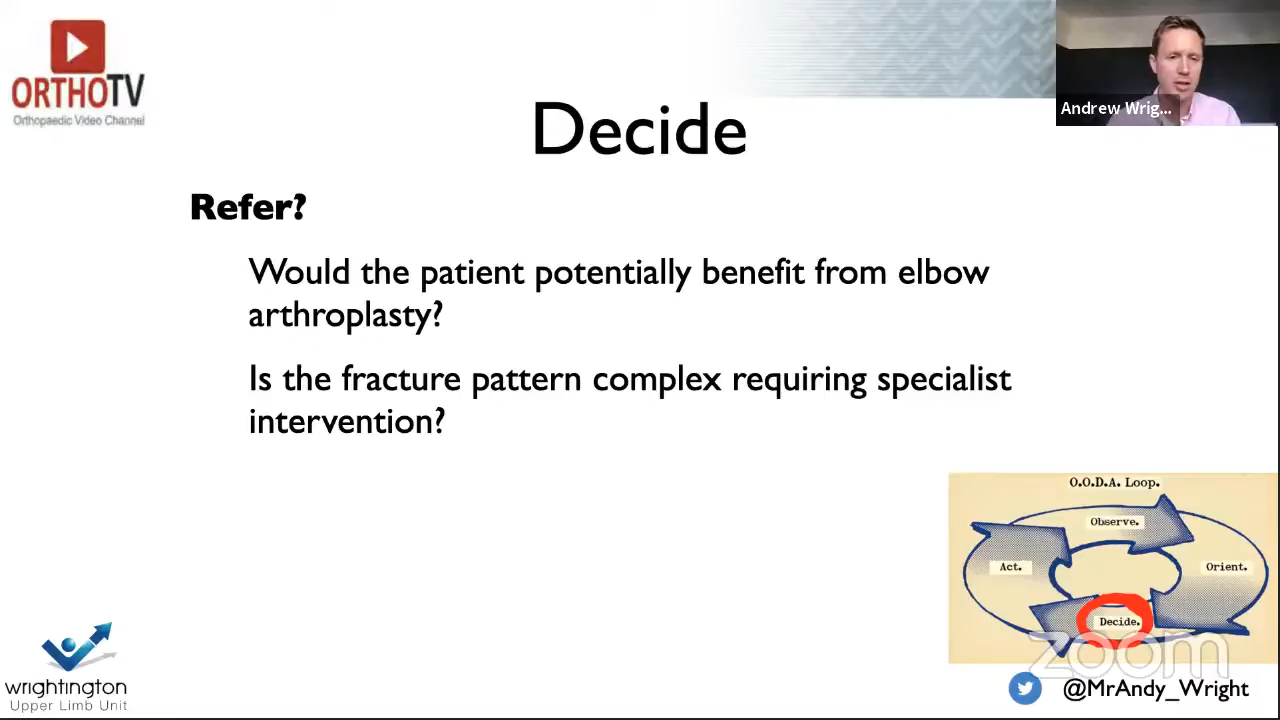 ORTHOTV
Orthopaedic Video Channel
Andrew Wrig...
Decide
Refer?
Would the patient potentially benefit from elbow
arthroplasty?
Is the fracture pattern complex requiring specialist
intervention?
O.O.D.A. Loop.
Observe.
Act.
Orient.
Decide.
zoom
wrightington
Upper Limb Unit
@MrAndy_Wright